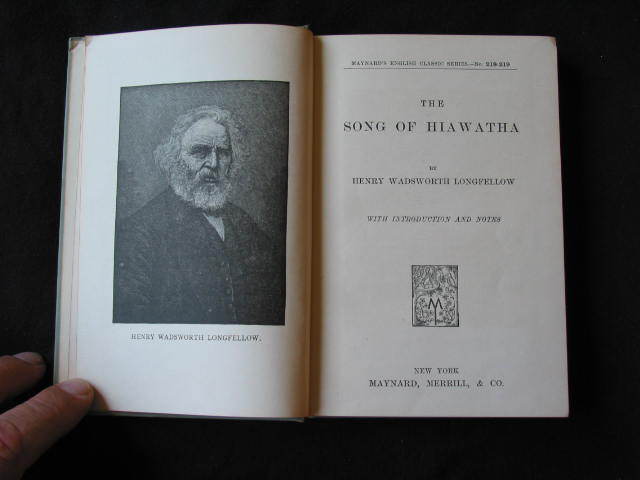 HENRY WADSWORTH LONGFELLOW.
MAYNARD'S ENGLISH CLASSIC SERIES.—No. 218-219
THE
SONG OF HIAWATHA
BY
HENRY WADSWORTH LONGFELLOW
WITH INTRODUCTION AND NOTES
M
NEW YORK
MAYNARD, MERRILL, & CO.